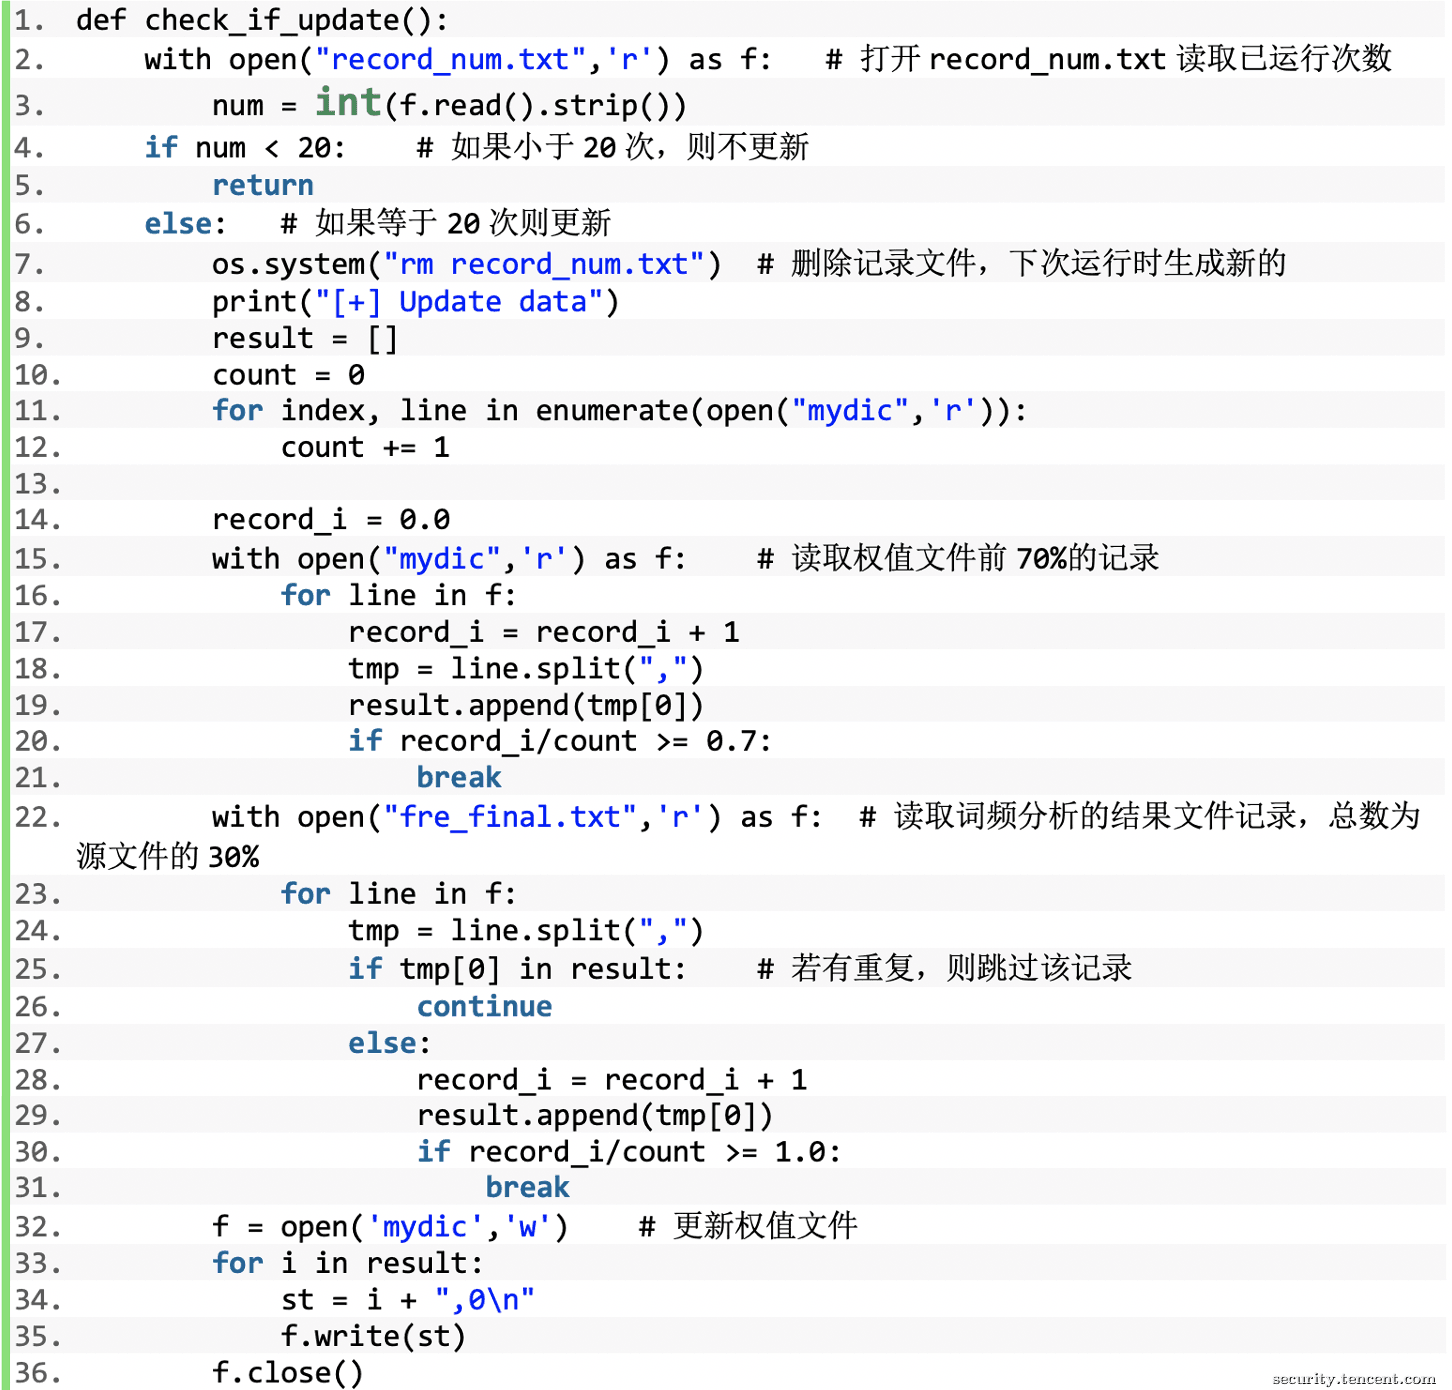 1. def check_if_update():
2.     with open("record_num.txt",'r') as f:   # 打开 record_num.txt 读取已运行次数
3.         num = int(f.read().strip())
4.     if num < 20:    # 如果小于 20 次，则不更新
5.         return
6.     else:   # 如果等于 20 次则更新
7.         os.system("rm record_num.txt")  # 删除记录文件，下次运行时生成新的
8.         print("[+] Update data")
9.         result = []
10.         count = 0
11.         for index, line in enumerate(open("mydic",'r')):
12.             count += 1
13.
14.         record_i = 0.0
15.         with open("mydic",'r') as f:    # 读取权值文件前 70%的记录
16.             for line in f:
17.                 record_i = record_i + 1
18.                 tmp = line.split(",")
19.                 result.append(tmp[0])
20.                 if record_i/count >= 0.7:
21.                     break
22.         with open("fre_final.txt",'r') as f:  # 读取词频分析的结果文件记录，总数为
源文件的 30%
23.             for line in f:
24.                 tmp = line.split(",")
25.                 if tmp[0] in result:    # 若有重复，则跳过该记录
26.                     continue
27.                 else:
28.                     record_i = record_i + 1
29.                     result.append(tmp[0])
30.                     if record_i/count >= 1.0:
31.                         break
32.         f = open('mydic','w')    # 更新权值文件
33.         for i in result:
34.             st = i + ",0\n"
35.             f.write(st)
36.         f.close()
security.tencent.com